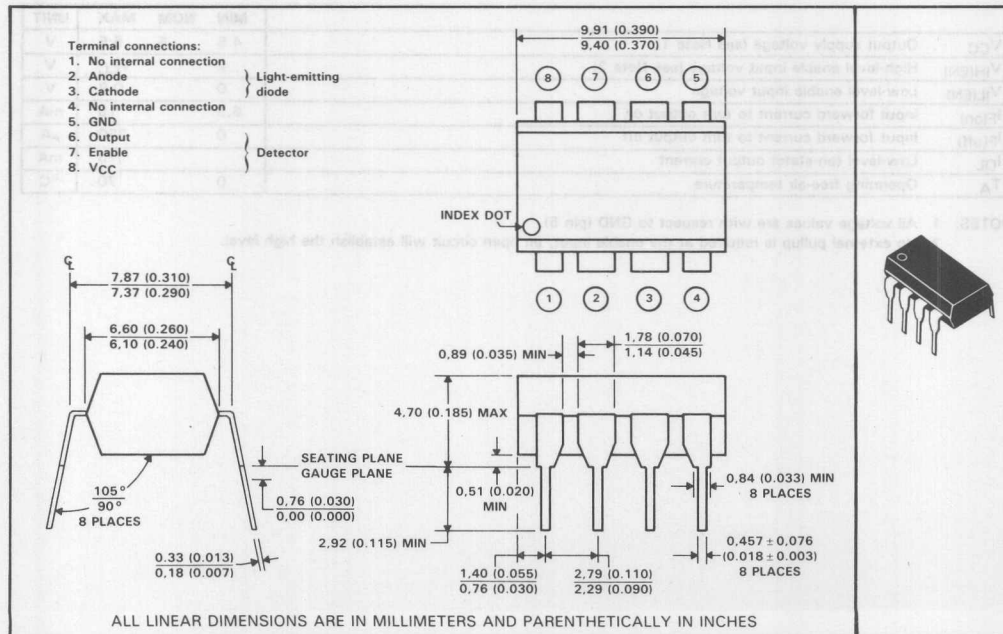 Terminal connections:
1. No internal connection
2. Anode
3. Cathode
Light-emitting
diode
4. No internal connection
5. GND
6. Output
7. Enable
8. VCC
Detector
9,91 (0.390)
9,40 (0.370)
8 7 6 5
INDEX DOT
1 2 3 4
℄ ℄
7,87 (0.310)
7,37 (0.290)
6,60 (0.260)
6,10 (0.240)
105°
90°
8 PLACES
0,33 (0.013)
0,18 (0.007)
SEATING PLANE
GAUGE PLANE
0,76 (0.030)
0,00 (0.000)
0,89 (0.035) MIN
1,78 (0.070)
1,14 (0.045)
4,70 (0.185) MAX
0,51 (0.020)
MIN
2,92 (0.115) MIN
0,84 (0.033) MIN
8 PLACES
0,457 ± 0,076
(0.018 ± 0.003)
8 PLACES
1,40 (0.055)
0,76 (0.030)
2,79 (0.110)
2,29 (0.090)
ALL LINEAR DIMENSIONS ARE IN MILLIMETERS AND PARENTHETICALLY IN INCHES